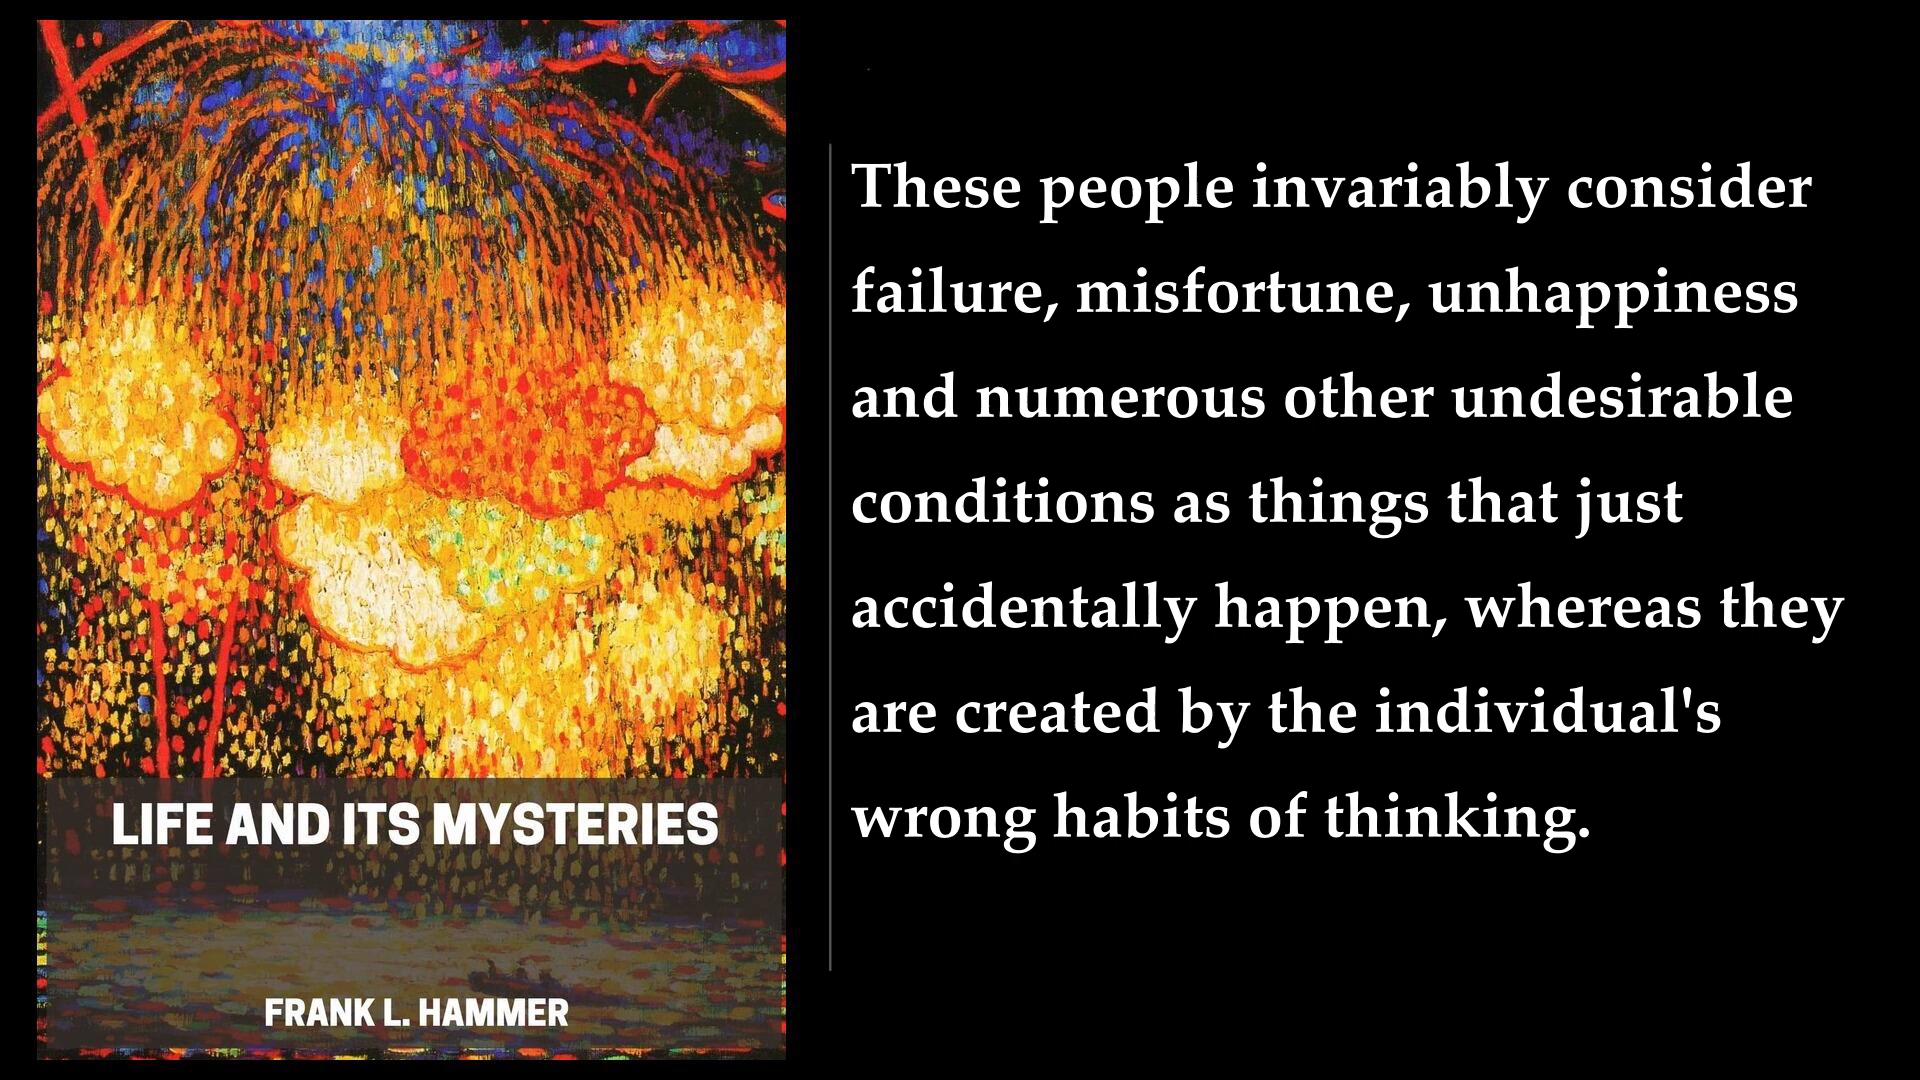 LIFE AND ITS MYSTERIES
FRANK L. HAMMER
These people invariably consider
failure, misfortune, unhappiness
and numerous other undesirable
conditions as things that just
accidentally happen, whereas they
are created by the individual's
wrong habits of thinking.